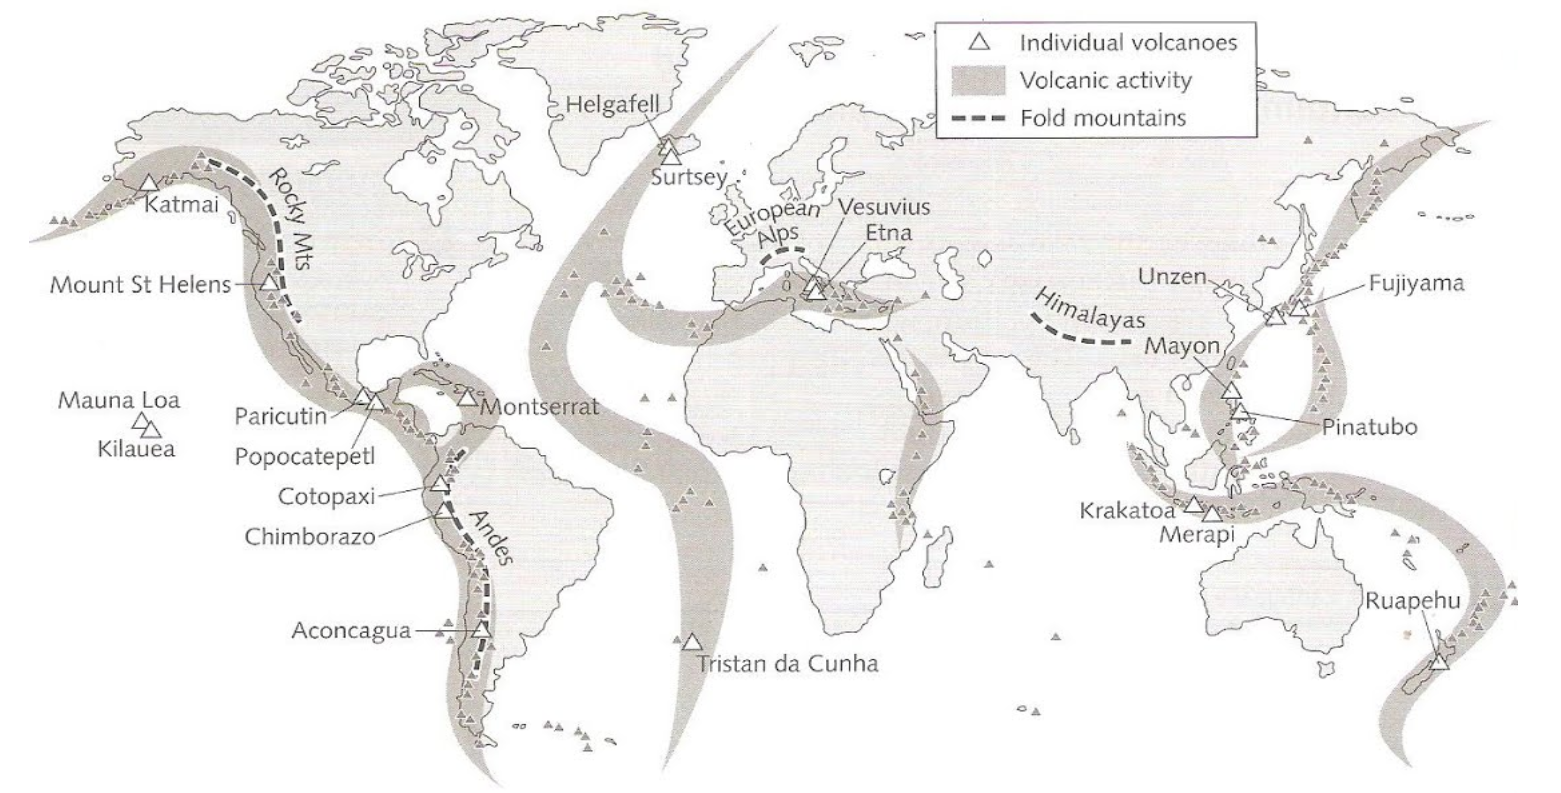 Individual volcanoes
Volcanic activity
Fold mountains
Helgafell
Surtsey
Katmai
Rocky Mts
European
Alps
Vesuvius
Etna
Mount St Helens
Unzen
Fujiyama
Himalayas
Mayon
Mauna Loa
Kilauea
Paricutin
Montserrat
Popocatepetl
Pinatubo
Cotopaxi
Chimborazo
Andes
Krakatoa
Merapi
Aconcagua
Ruapehu
Tristan da Cunha